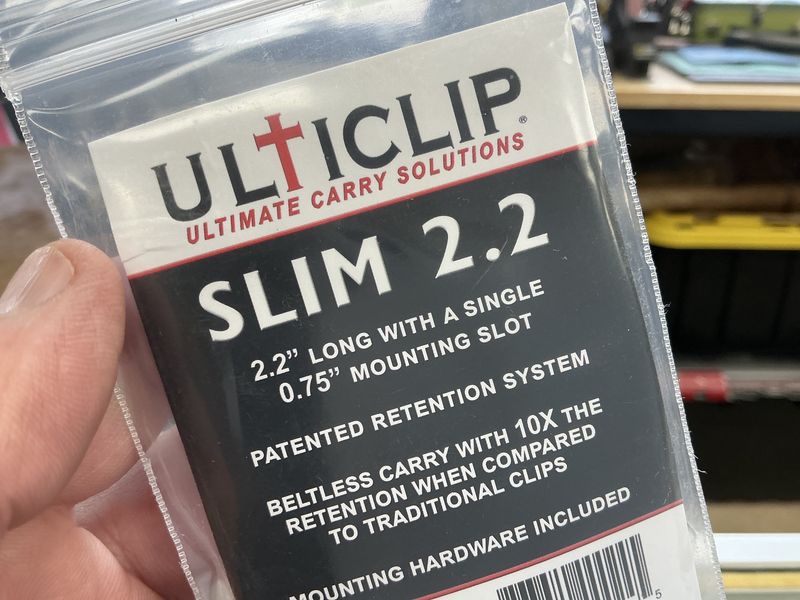 ULTICLIP®
ULTIMATE CARRY SOLUTIONS
SLIM 2.2
2.2” LONG WITH A SINGLE
0.75” MOUNTING SLOT
PATENTED RETENTION SYSTEM
BELTLESS CARRY WITH 10X THE
RETENTION WHEN COMPARED
TO TRADITIONAL CLIPS
MOUNTING HARDWARE INCLUDED
5